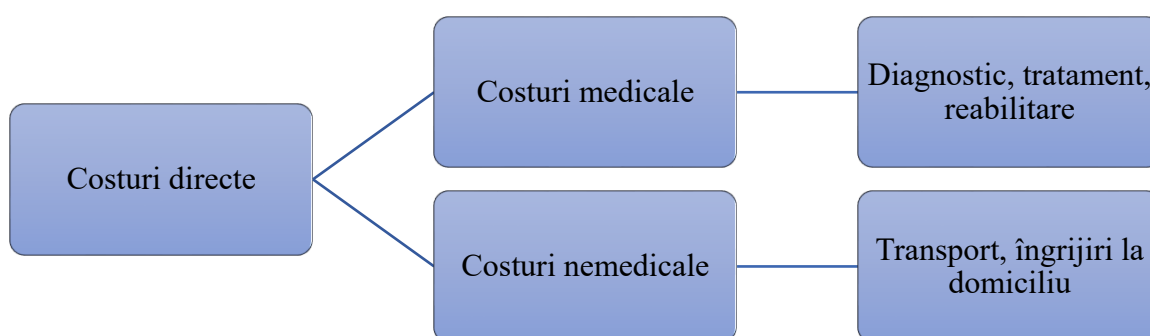 Costuri directe
Costuri medicale
Diagnostic, tratament,
reabilitare
Costuri nemedicale
Transport, îngrijiri la
domiciliu